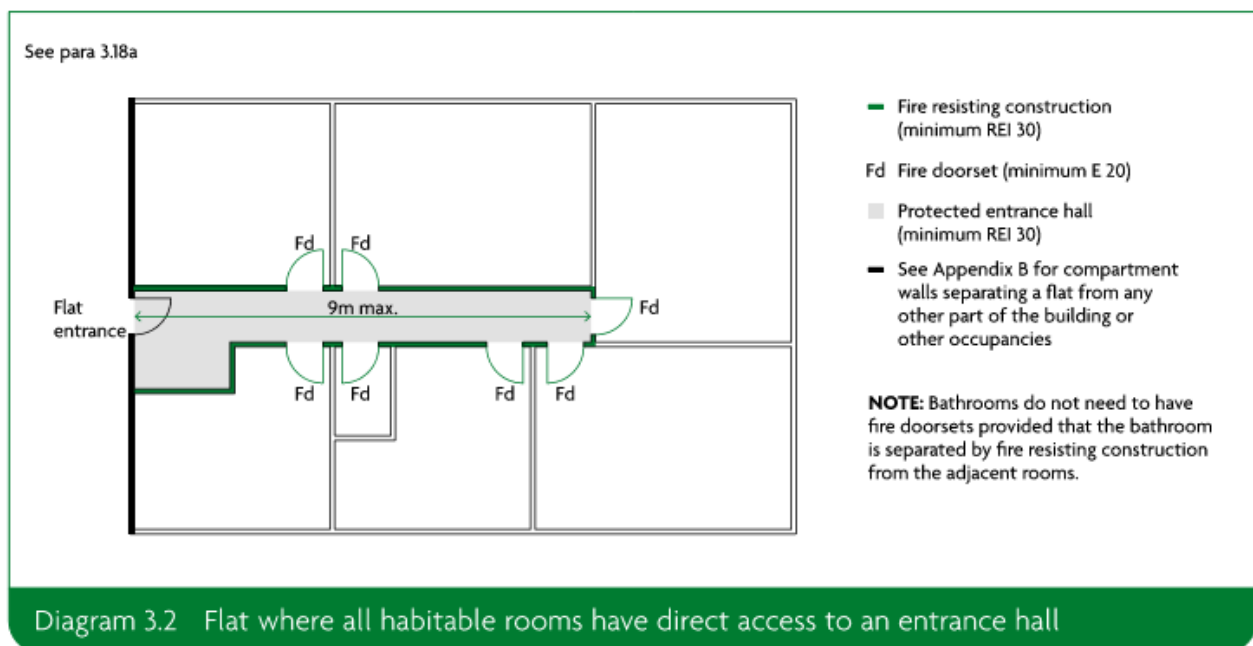 See para 3.18a
Fire resisting construction
(minimum REI 30)
Fd Fire doorset (minimum E 20)
Protected entrance hall
(minimum REI 30)
See Appendix B for compartment
walls separating a flat from any
other part of the building or
other occupancies
NOTE: Bathrooms do not need to have
fire doorsets provided that the bathroom
is separated by fire resisting construction
from the adjacent rooms.
Fd Fd
Flat
entrance
9m max.
Fd
Fd Fd Fd Fd
Diagram 3.2 Flat where all habitable rooms have direct access to an entrance hall